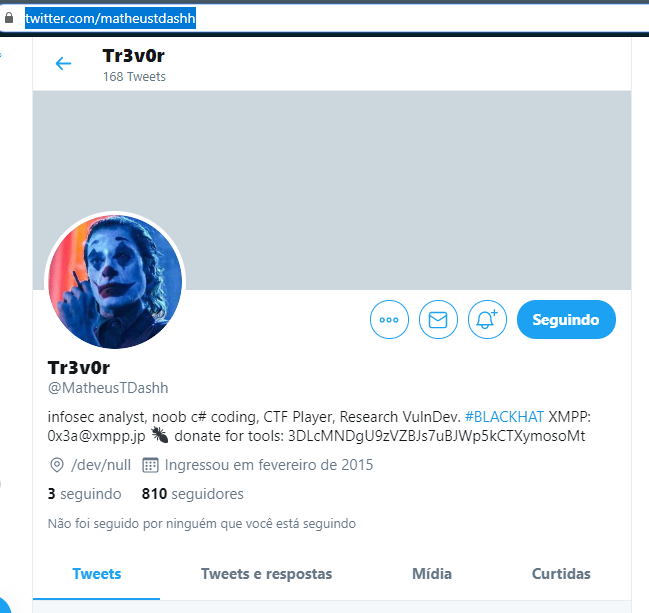 twitter.com/matheustdashh
Tr3v0r
168 Tweets
Seguindo
Tr3v0r
@MatheusTDashh
infosec analyst, noob c# coding, CTF Player, Research VulnDev. #BLACKHAT XMPP:
0x3a@xmpp.jp 🐜 donate for tools: 3DLcMNDgU9zVZBJs7uBJWp5kCTXymosoMt
/dev/null Ingressou em fevereiro de 2015
3 seguindo 810 seguidores
Não foi seguido por ninguém que você está seguindo
Tweets Tweets e respostas Mídia Curtidas